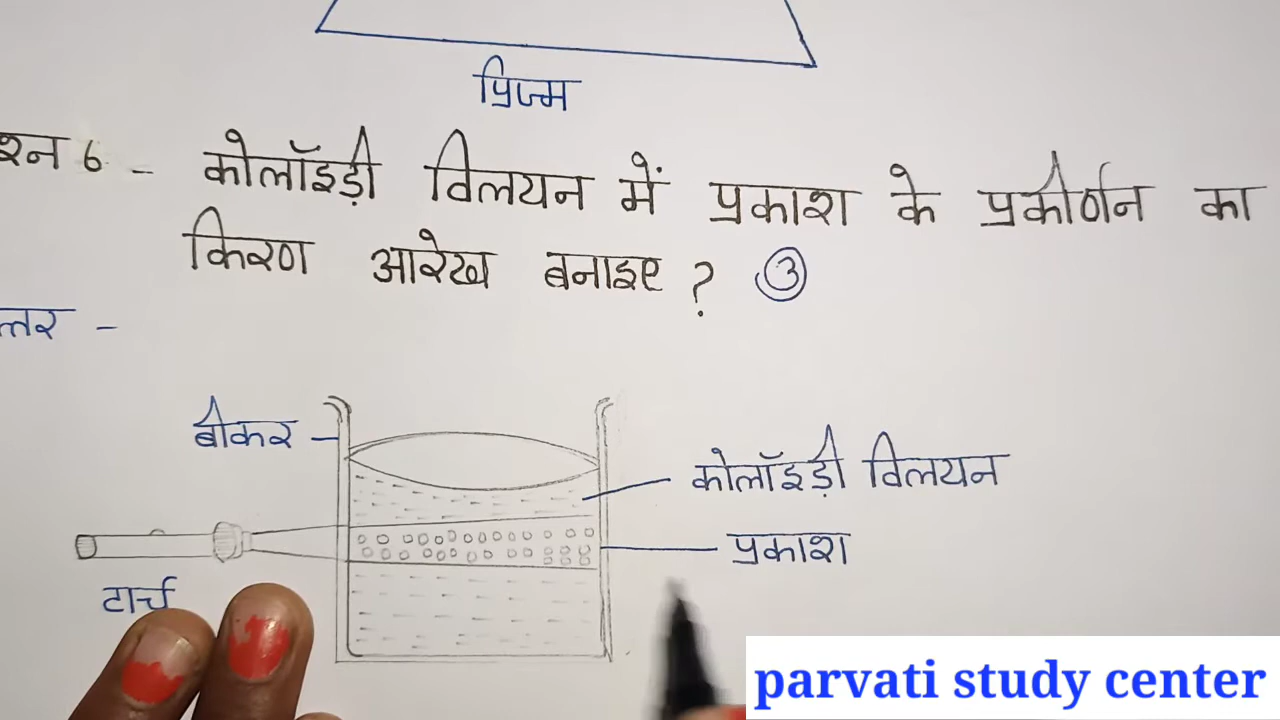 प्रिज्म
श्न 6 - कोलॉइड़ी विलयन में प्रकाश के प्रकीर्णन का
किरण आरेख बनाइए ? ③
त्तर -
बीकर
कोलॉइड़ी विलयन
प्रकाश
टार्च
parvati study center